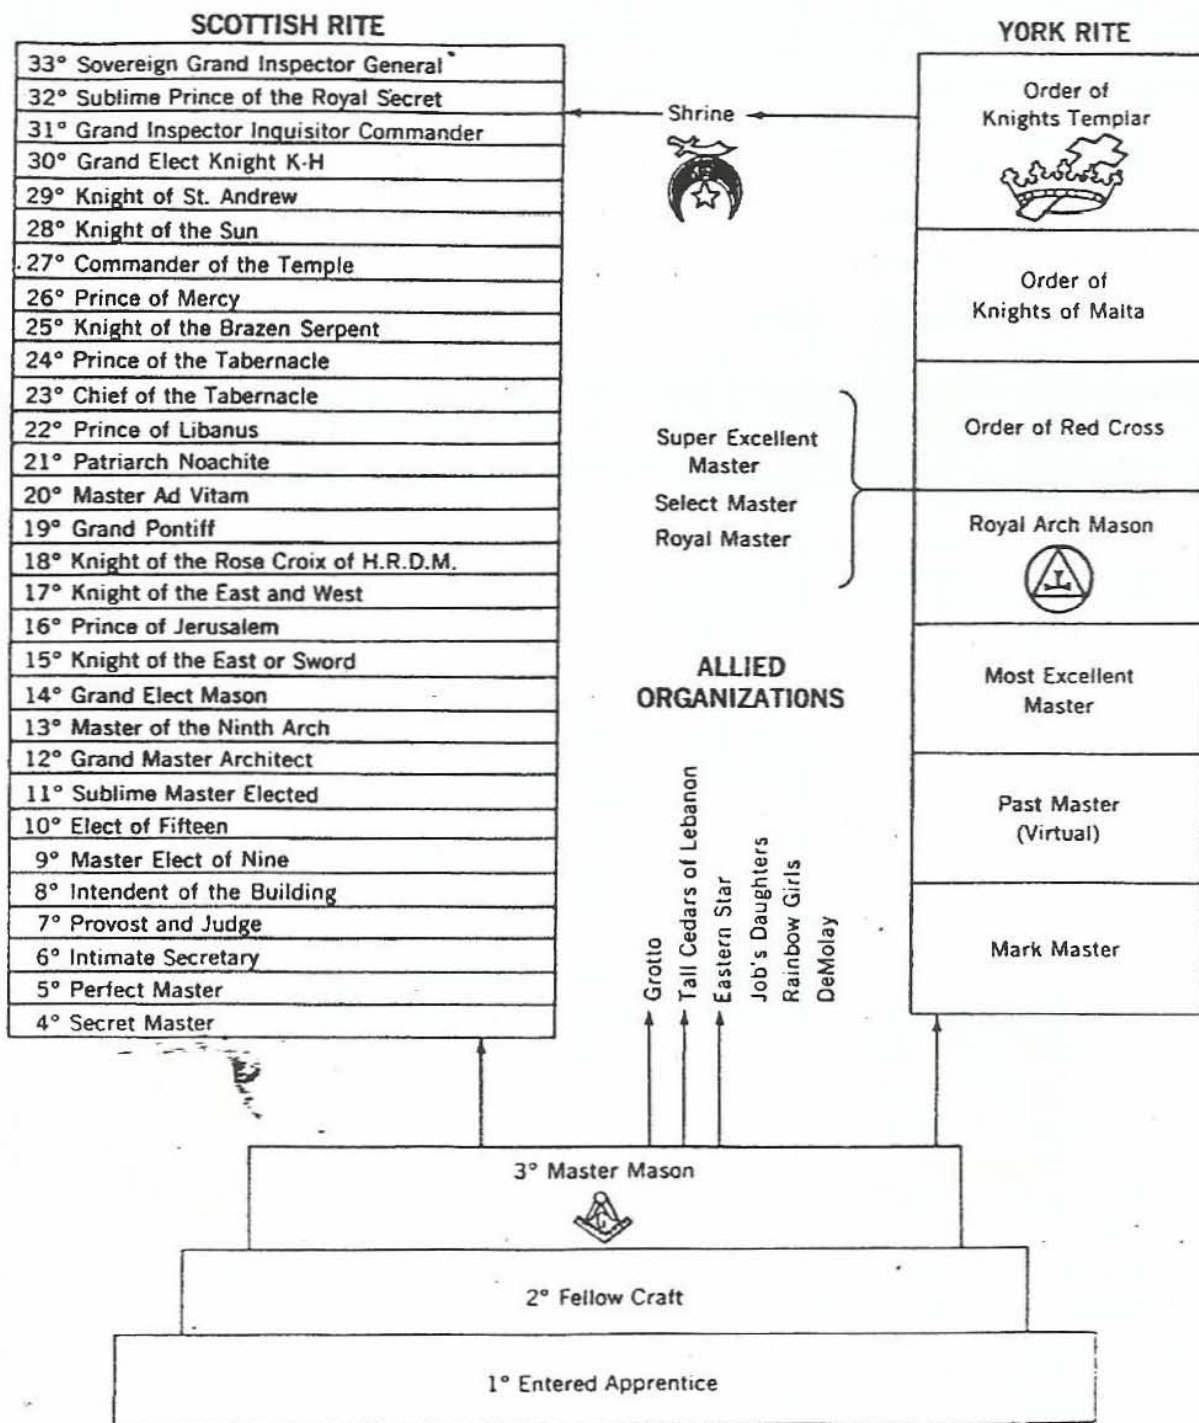 SCOTTISH RITE
33° Sovereign Grand Inspector General
32° Sublime Prince of the Royal Secret
31° Grand Inspector Inquisitor Commander
30° Grand Elect Knight K-H
29° Knight of St. Andrew
28° Knight of the Sun
27° Commander of the Temple
26° Prince of Mercy
25° Knight of the Brazen Serpent
24° Prince of the Tabernacle
23° Chief of the Tabernacle
22° Prince of Libanus
21° Patriarch Noachite
20° Master Ad Vitam
19° Grand Pontiff
18° Knight of the Rose Croix of H.R.D.M.
17° Knight of the East and West
16° Prince of Jerusalem
15° Knight of the East or Sword
14° Grand Elect Mason
13° Master of the Ninth Arch
12° Grand Master Architect
11° Sublime Master Elected
10° Elect of Fifteen
9° Master Elect of Nine
8° Intendent of the Building
7° Provost and Judge
6° Intimate Secretary
5° Perfect Master
4° Secret Master
Shrine
Super Excellent
Master
Select Master
Royal Master
ALLIED
ORGANIZATIONS
Grotto
Tall Cedars of Lebanon
Eastern Star
Job's Daughters
Rainbow Girls
DeMolay
YORK RITE
Order of
Knights Templar
Order of
Knights of Malta
Order of Red Cross
Royal Arch Mason
Most Excellent
Master
Past Master
(Virtual)
Mark Master
3° Master Mason
G
2° Fellow Craft
1° Entered Apprentice